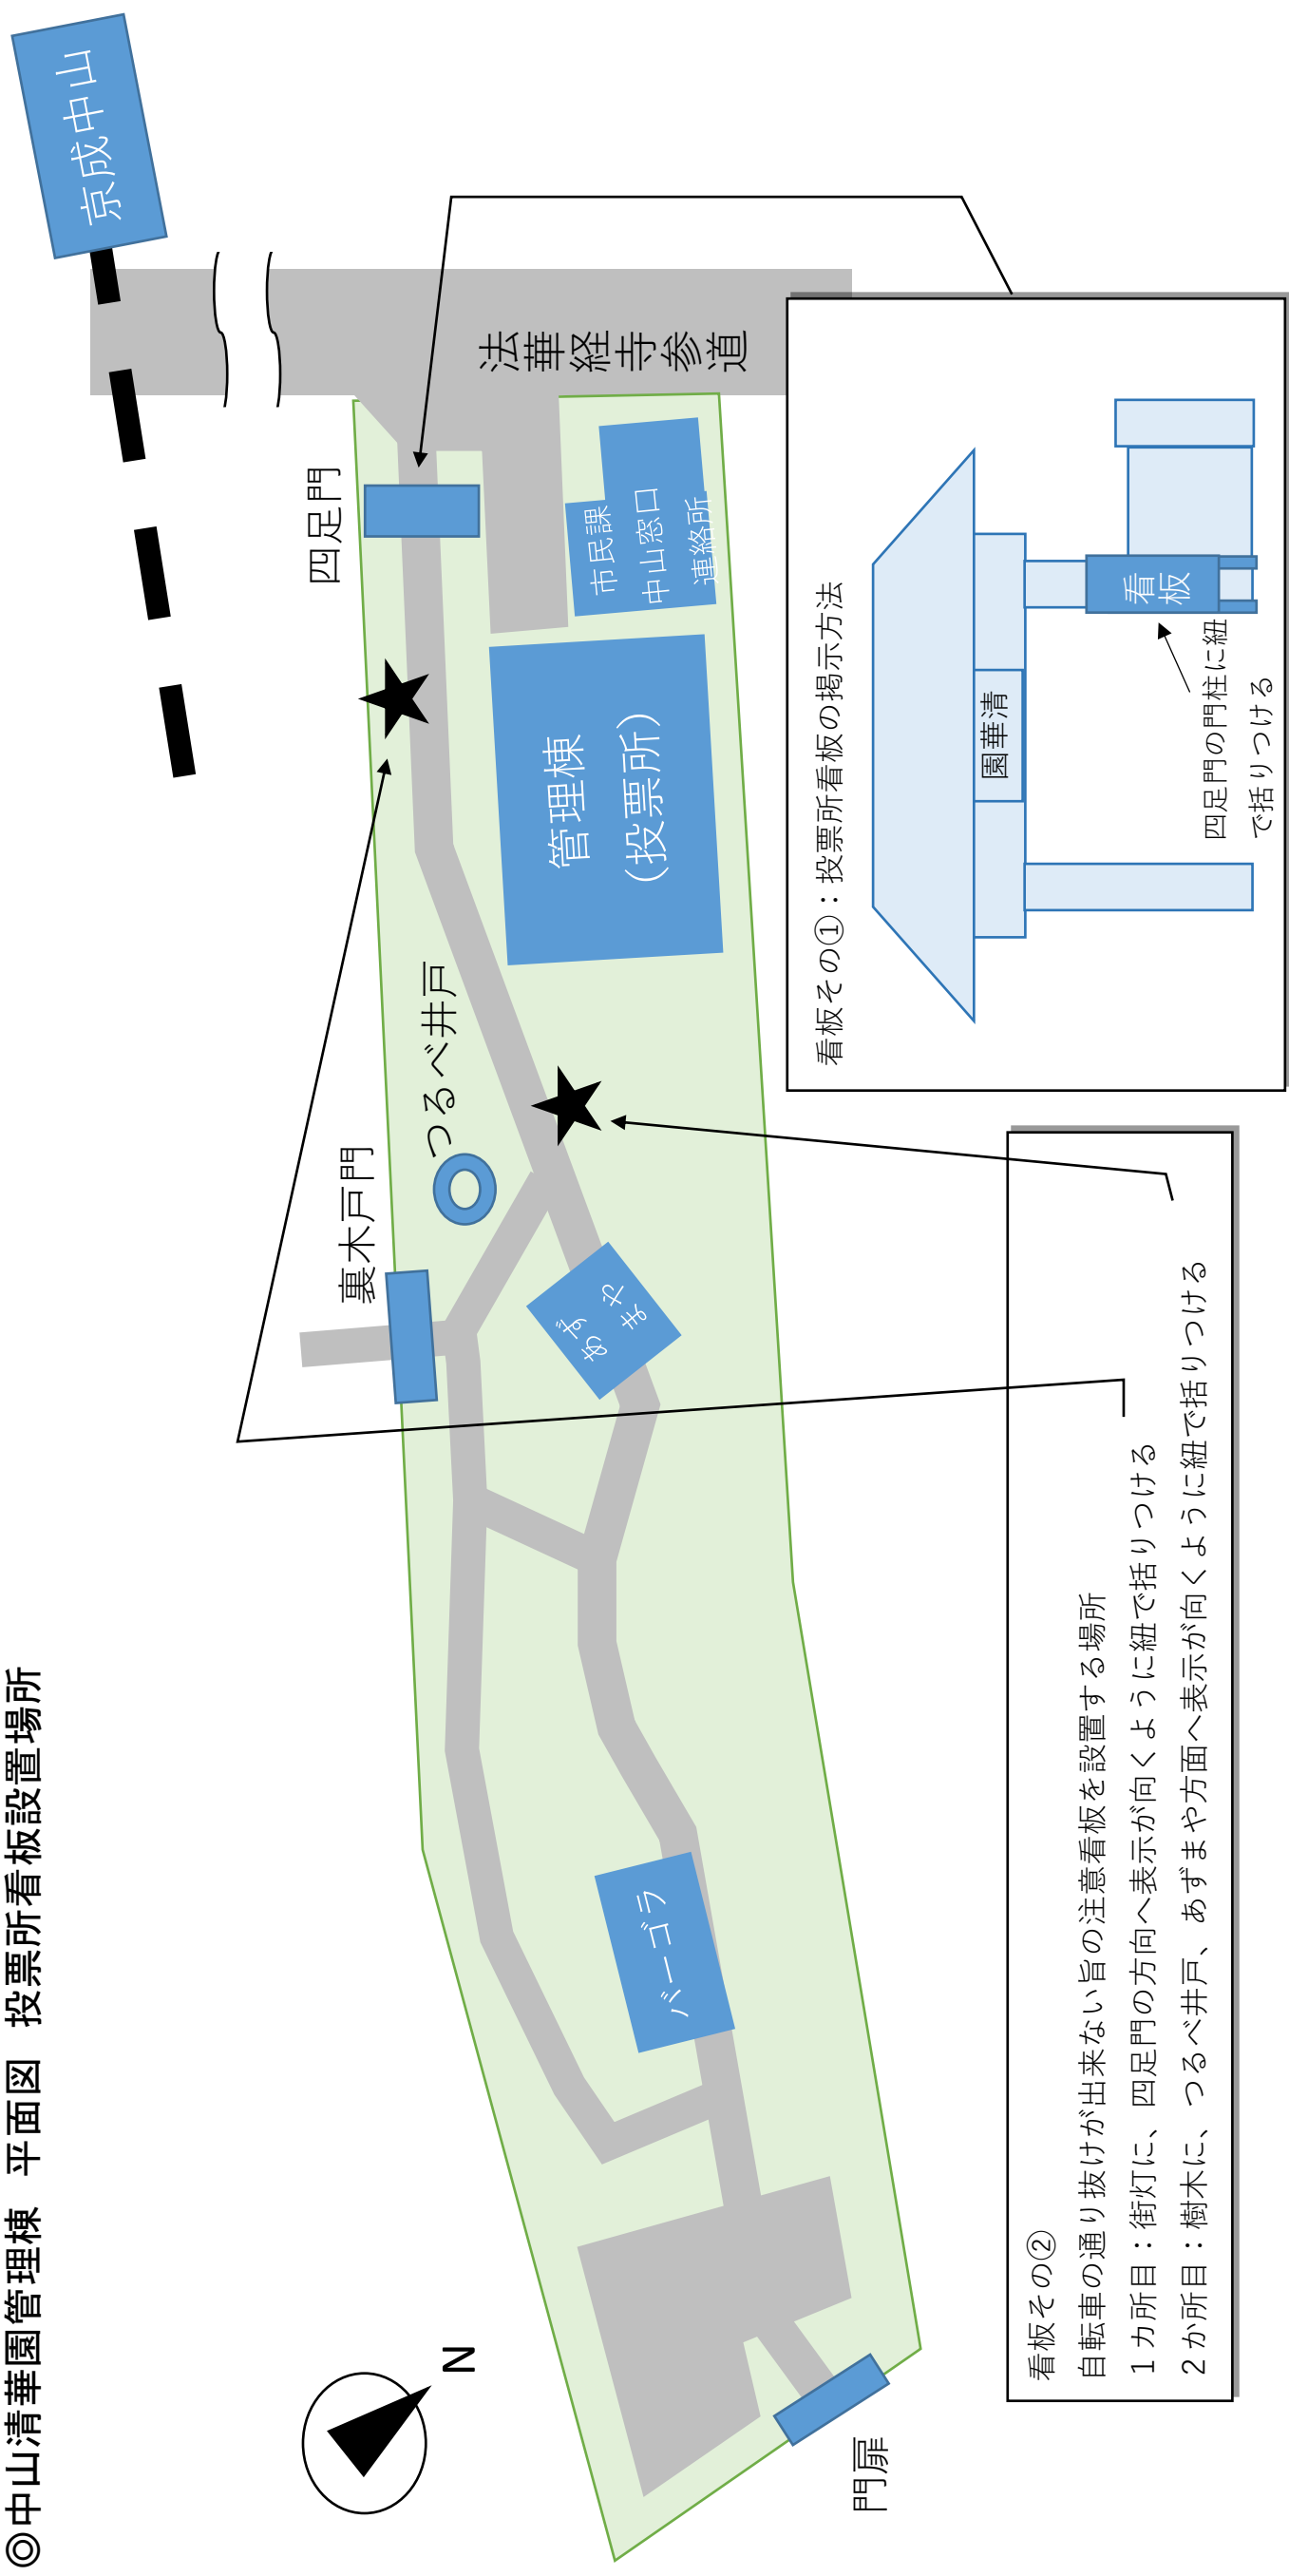 ◎中山清華園管理棟　平面図　投票所看板設置場所
京成中山
法華経寺参道
四足門
市民課
中山窓口
連絡所
管理棟
（投票所）
つるべ井戸
裏木戸門
あず
まや
バーゴラ
門扉
N
看板その①：投票所看板の掲示方法
園華清
看板
四足門の門柱に紐
で括りつける
看板その②
自転車の通り抜けが出来ない旨の注意看板を設置する場所
1カ所目：街灯に、四足門の方向へ表示が向くように紐で括りつける
2か所目：樹木に、つるべ井戸、あずまや方面へ表示が向くように紐で括りつける